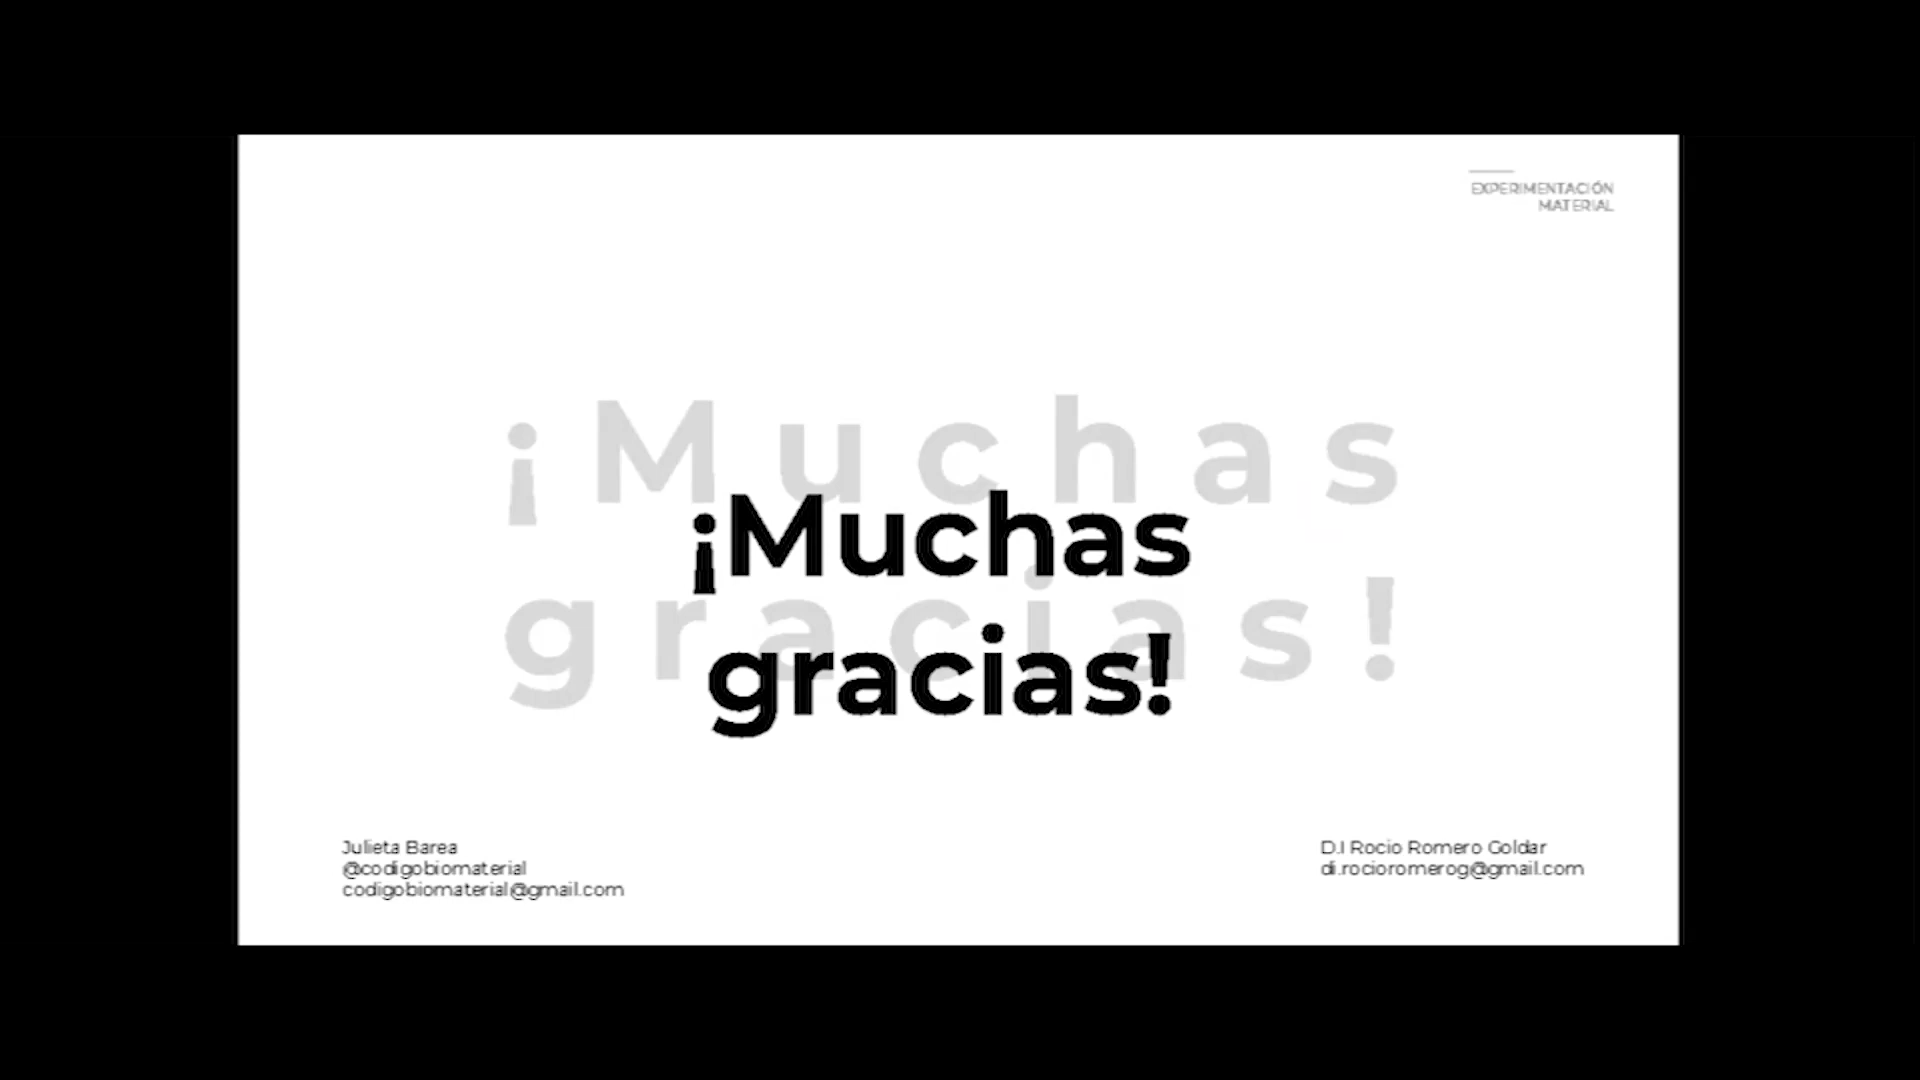 EXPERIMENTACIÓN
MATERIAL
¡Muchas
gracias!
¡Muchas
gracias!
Julieta Barea
@codigobiomaterial
codigobiomaterial@gmail.com
D.I Rocio Romero Goldar
di.rocioromerog@gmail.com